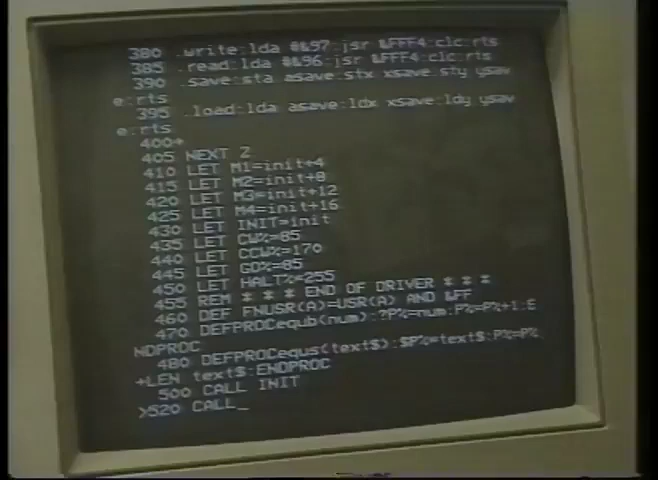 380 .write:lda #&97:jsr &FFF4:clc:rts
385 .read:lda #&96:jsr &FFF4:clc:rts
390 .save:sta asave:stx xsave:sty ysav
e:rts
395 .load:lda asave:ldx xsave:ldy ysav
e:rts
400*
405 NEXT Z
410 LET M1=init+4
415 LET M2=init+8
420 LET M3=init+12
425 LET M4=init+16
430 LET INIT=init
435 LET CW%=85
440 LET CCW%=170
445 LET GO%=85
450 LET HALT%=255
455 REM * * * END OF DRIVER * * *
460 DEF FNUSR(A)=USR(A) AND &FF
470 DEFPROCequb(num):?P%=num:P%=P%+1:E
NDPROC
480 DEFPROCequs(text$):$P%=text$:P%=P%
+LEN text$:ENDPROC
500 CALL INIT
>520 CALL_